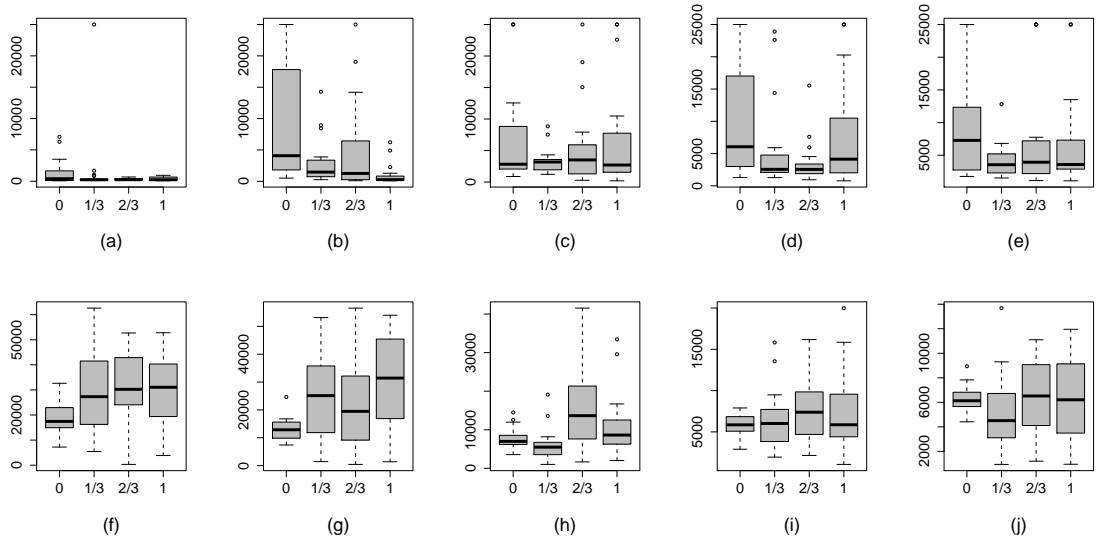 0 10000 20000
0 1/3 2/3 1
(a)
0 10000 20000
0 1/3 2/3 1
(b)
0 10000 20000
0 1/3 2/3 1
(c)
0 5000 15000 25000
0 1/3 2/3 1
(d)
5000 15000 25000
0 1/3 2/3 1
(e)
0 20000 50000
0 1/3 2/3 1
(f)
0 20000 40000
0 1/3 2/3 1
(g)
0 10000 30000
0 1/3 2/3 1
(h)
5000 15000
0 1/3 2/3 1
(i)
2000 6000 10000
0 1/3 2/3 1
(j)